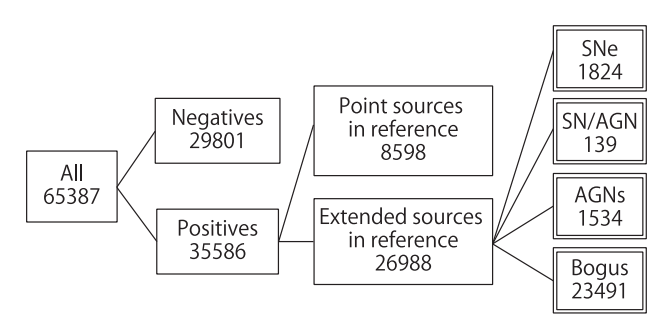 All
65387
Negatives
29801
Positives
35586
Point sources
in reference
8598
Extended sources
in reference
26988
SNe
1824
SN/AGN
139
AGNs
1534
Bogus
23491